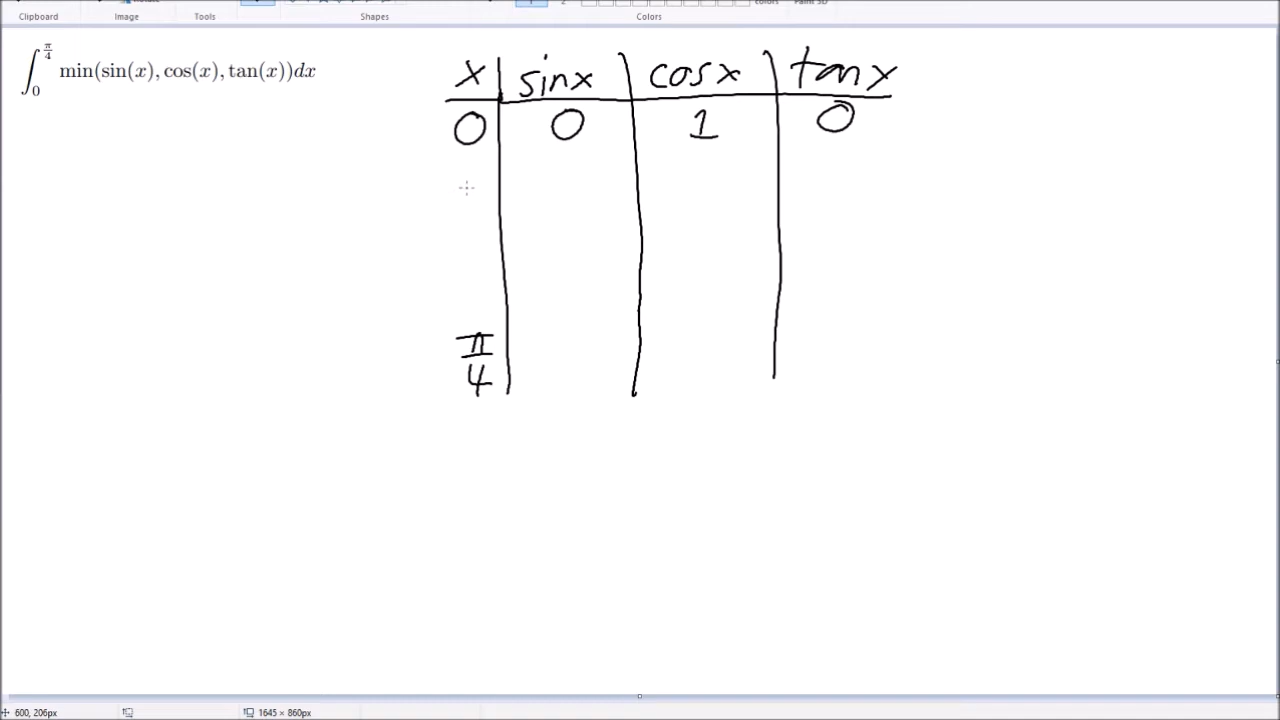 Clipboard Image Tools Shapes Colors
∫₀^{π/4} min(sin(x), cos(x), tan(x))dx
x sinx cosx tanx
0 0 1 0
π/4
600, 206px 1645 × 860px